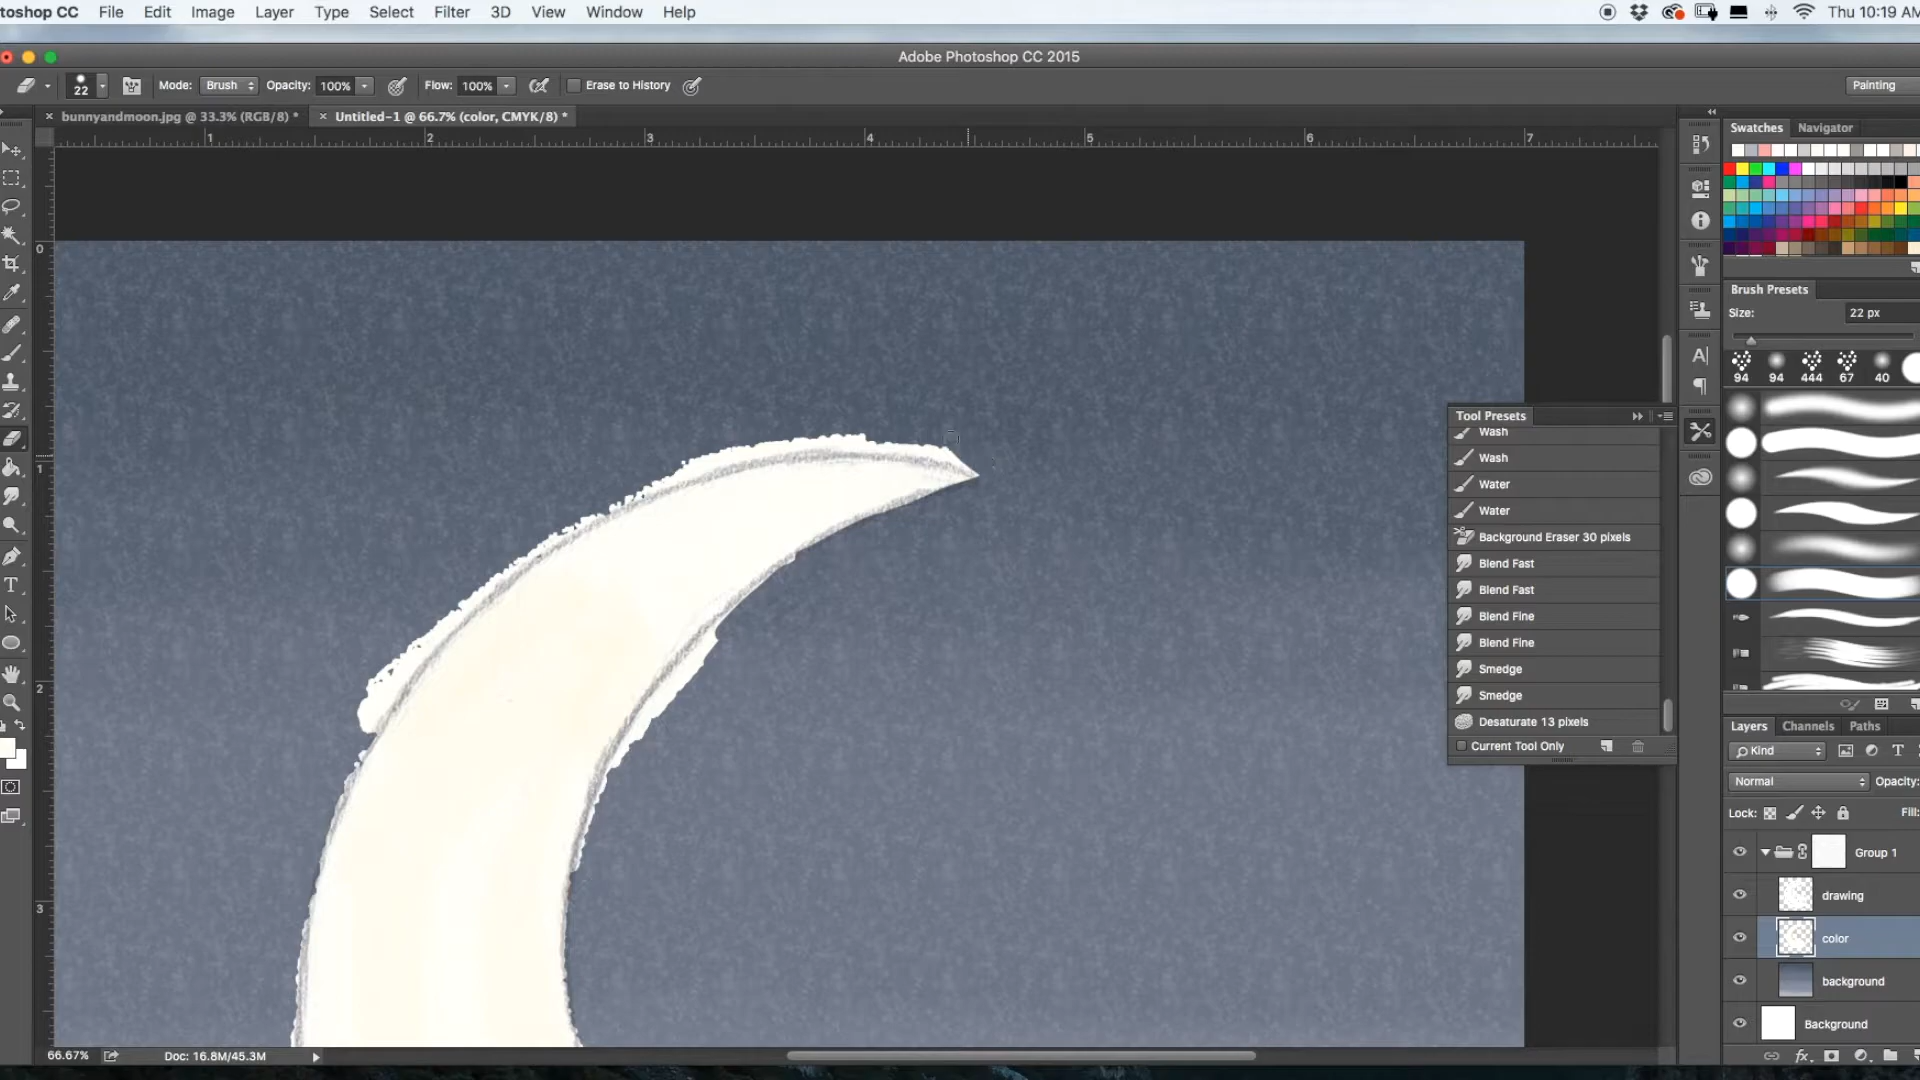 toshop CC File Edit Image Layer Type Select Filter 3D View Window Help Thu 10:19 AM
Adobe Photoshop CC 2015
22 Mode: Brush Opacity: 100% Flow: 100% Erase to History Painting
× bunnyandmoon.jpg @ 33.3% (RGB/8) * × Untitled-1 @ 66.7% (color, CMYK/8) *
1 2 3 4 5 6 7
Swatches Navigator
0
Brush Presets
Size: 22 px
94 94 444 67 40
Tool Presets
Wash
Wash
1
Water
Water
Background Eraser 30 pixels
Blend Fast
Blend Fast
Blend Fine
Blend Fine
Smedge
2
Smedge
Desaturate 13 pixels
Current Tool Only
Layers Channels Paths
Kind
Normal Opacity:
Lock: Fill:
Group 1
drawing
3
color
background
Background
66.67% Doc: 16.8M/45.3M
fx